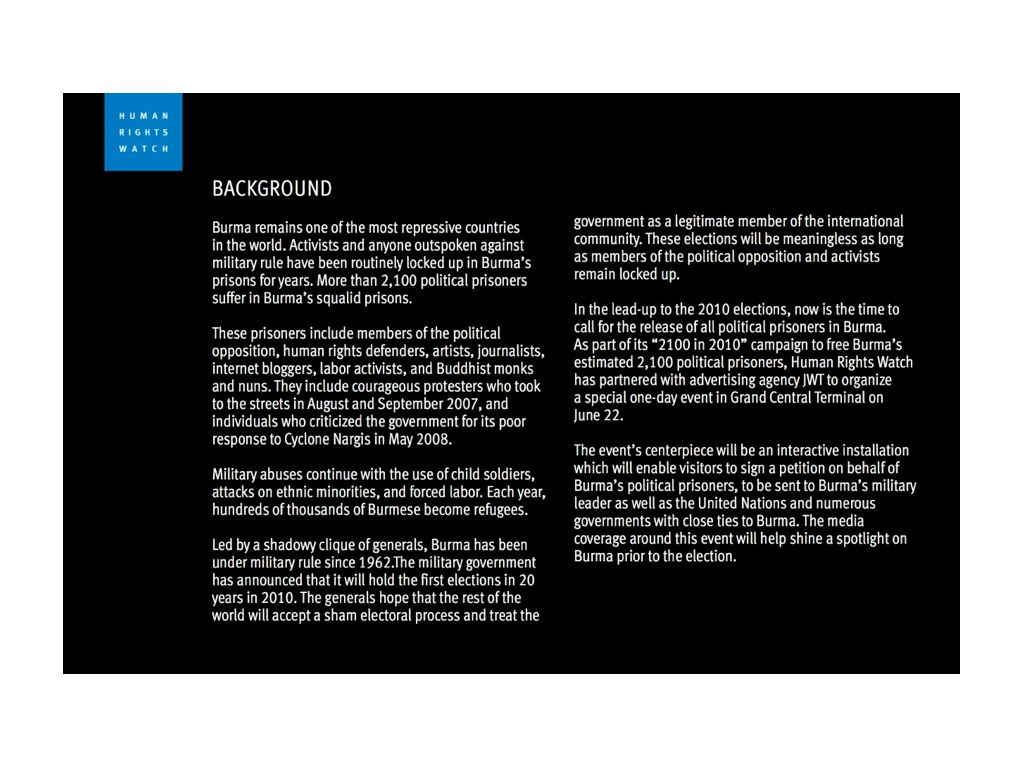 HUMAN
RIGHTS
WATCH
BACKGROUND
Burma remains one of the most repressive countries
in the world. Activists and anyone outspoken against
military rule have been routinely locked up in Burma's
prisons for years. More than 2,100 political prisoners
suffer in Burma's squalid prisons.
These prisoners include members of the political
opposition, human rights defenders, artists, journalists,
internet bloggers, labor activists, and Buddhist monks
and nuns. They include courageous protesters who took
to the streets in August and September 2007, and
individuals who criticized the government for its poor
response to Cyclone Nargis in May 2008.
Military abuses continue with the use of child soldiers,
attacks on ethnic minorities, and forced labor. Each year,
hundreds of thousands of Burmese become refugees.
Led by a shadowy clique of generals, Burma has been
under military rule since 1962.The military government
has announced that it will hold the first elections in 20
years in 2010. The generals hope that the rest of the
world will accept a sham electoral process and treat the
government as a legitimate member of the international
community. These elections will be meaningless as long
as members of the political opposition and activists
remain locked up.
In the lead-up to the 2010 elections, now is the time to
call for the release of all political prisoners in Burma.
As part of its “2100 in 2010” campaign to free Burma's
estimated 2,100 political prisoners, Human Rights Watch
has partnered with advertising agency JWT to organize
a special one-day event in Grand Central Terminal on
June 22.
The event's centerpiece will be an interactive installation
which will enable visitors to sign a petition on behalf of
Burma's political prisoners, to be sent to Burma's military
leader as well as the United Nations and numerous
governments with close ties to Burma. The media
coverage around this event will help shine a spotlight on
Burma prior to the election.